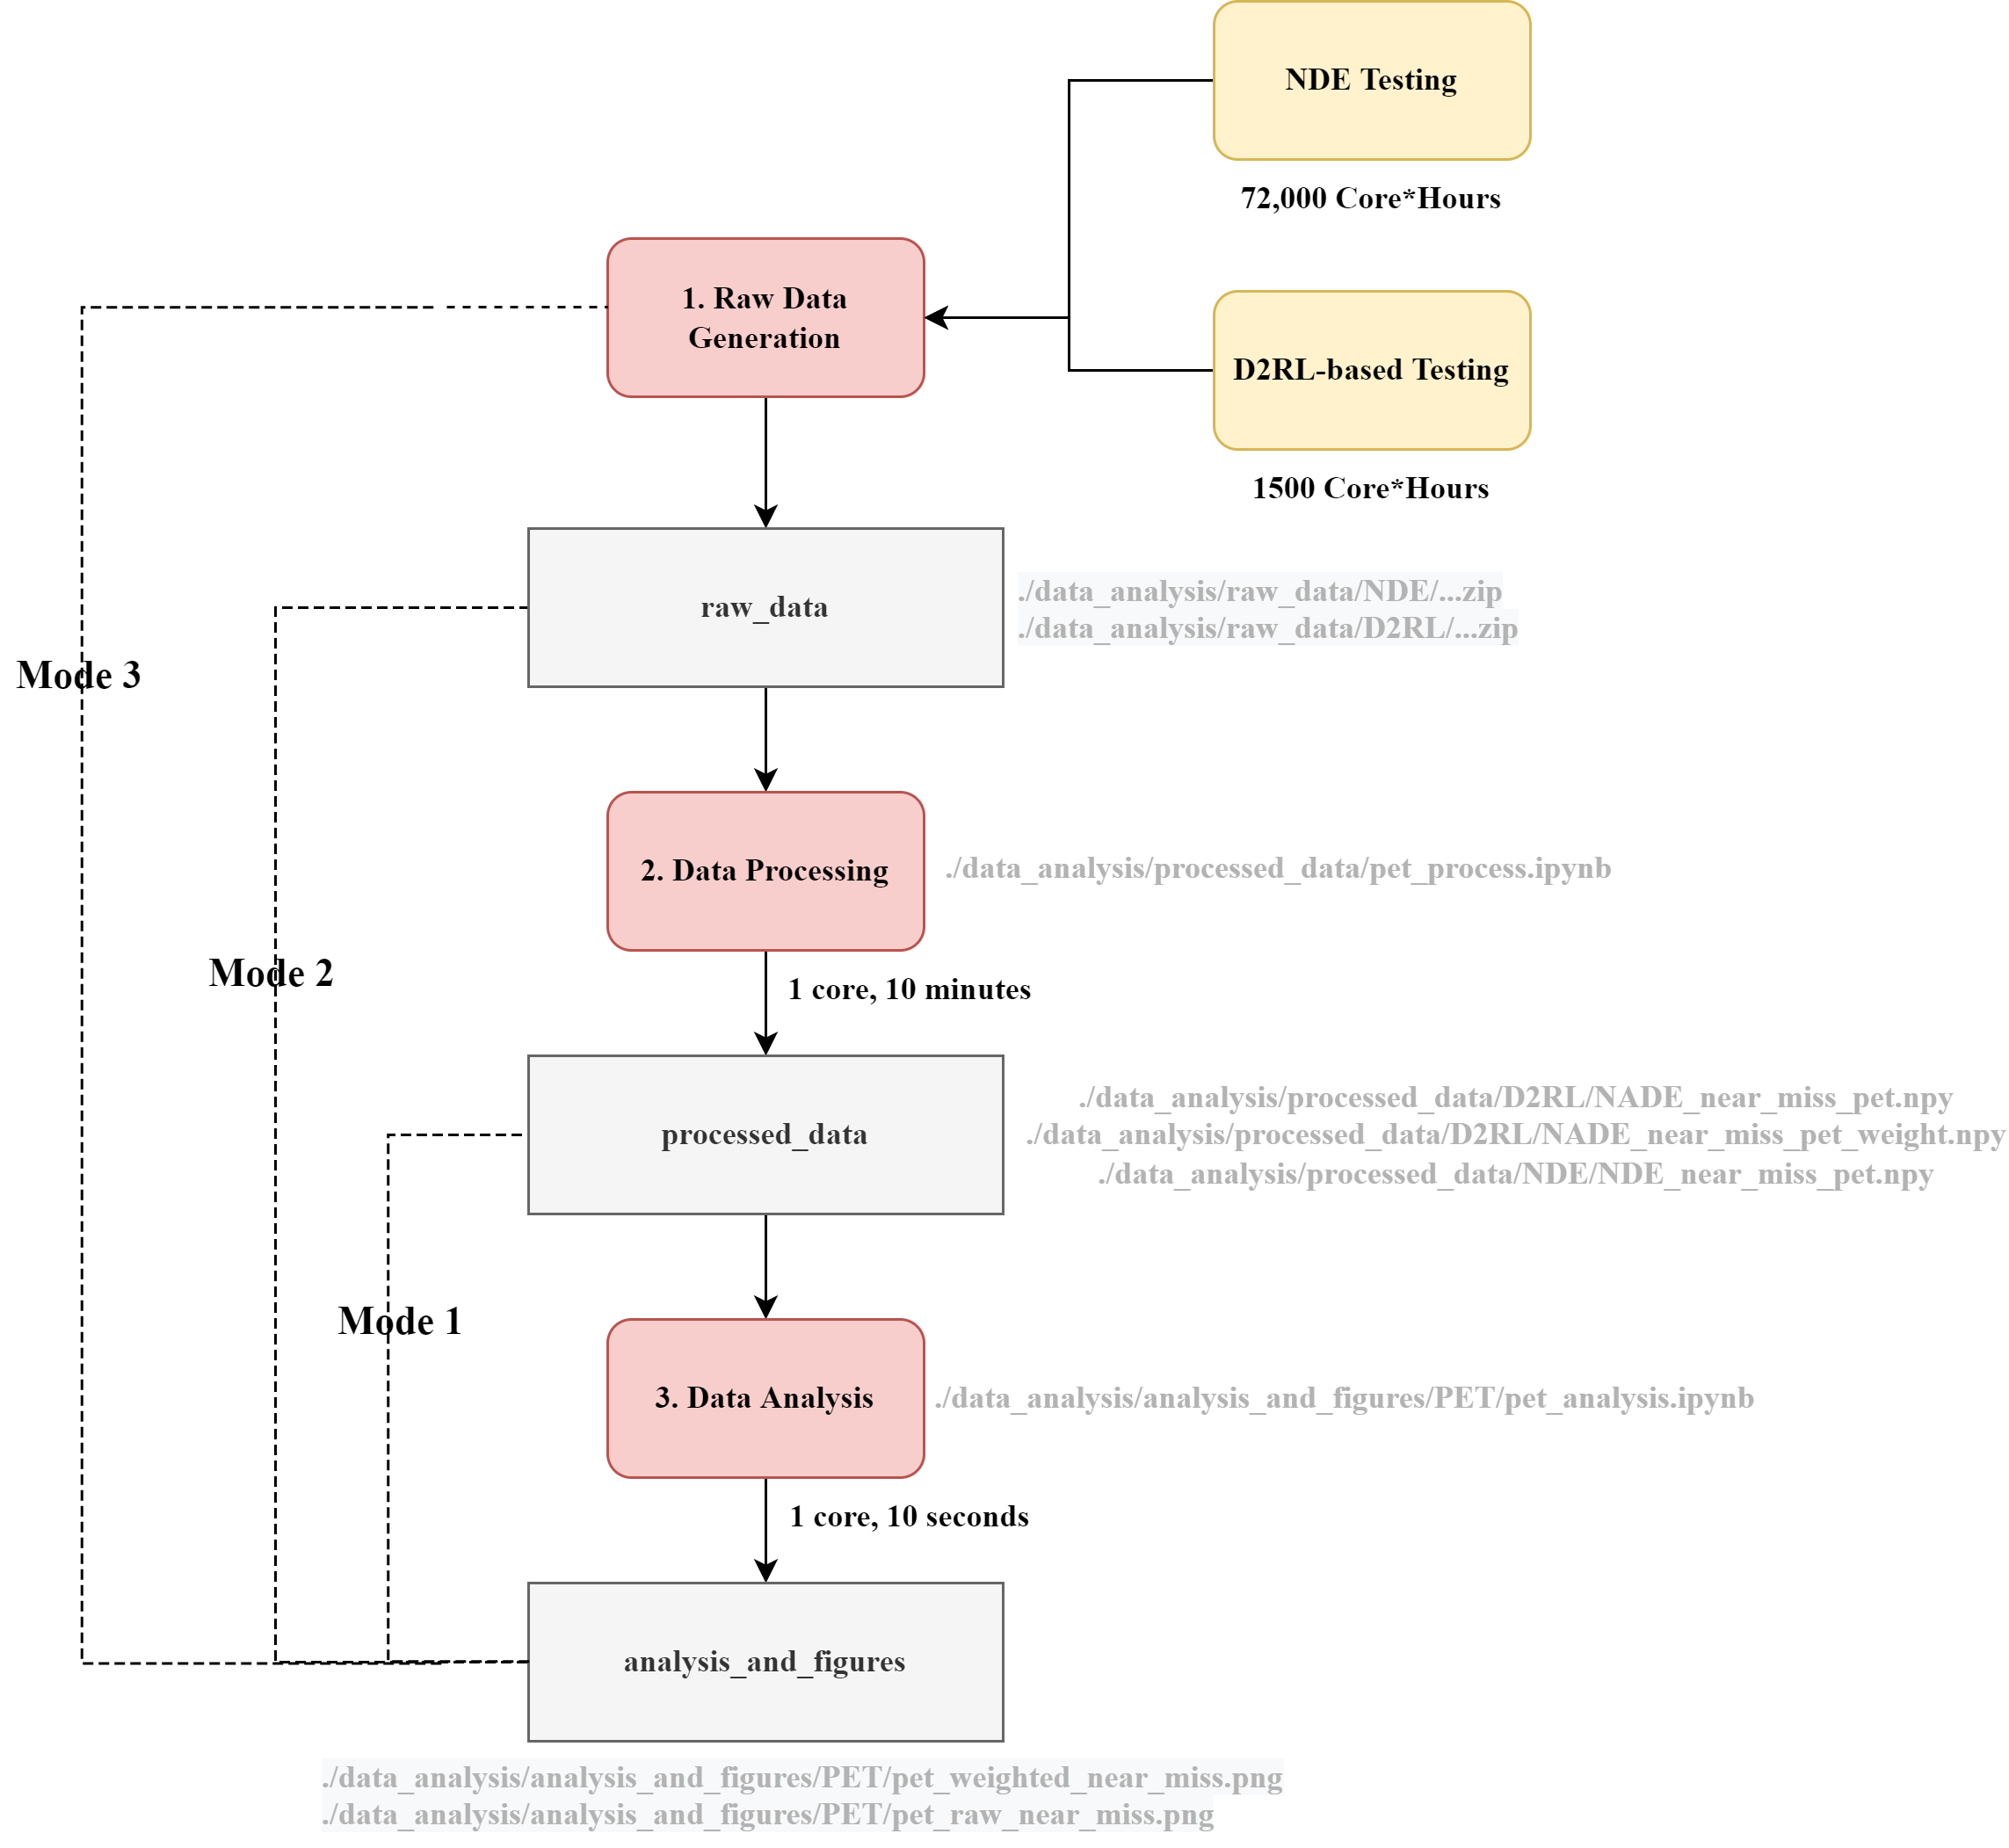 NDE Testing
72,000 Core*Hours
1. Raw Data
Generation
D2RL-based Testing
1500 Core*Hours
raw_data
./data_analysis/raw_data/NDE/...zip
./data_analysis/raw_data/D2RL/...zip
Mode 3
2. Data Processing
./data_analysis/processed_data/pet_process.ipynb
Mode 2
1 core, 10 minutes
processed_data
./data_analysis/processed_data/D2RL/NADE_near_miss_pet.npy
./data_analysis/processed_data/D2RL/NADE_near_miss_pet_weight.npy
./data_analysis/processed_data/NDE/NDE_near_miss_pet.npy
Mode 1
3. Data Analysis
./data_analysis/analysis_and_figures/PET/pet_analysis.ipynb
1 core, 10 seconds
analysis_and_figures
./data_analysis/analysis_and_figures/PET/pet_weighted_near_miss.png
./data_analysis/analysis_and_figures/PET/pet_raw_near_miss.png